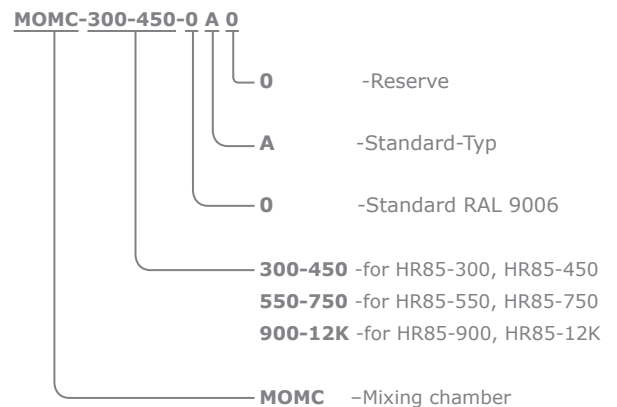 MOMC-300-450-0 A 0
0 -Reserve
A -Standard-Typ
0 -Standard RAL 9006
300-450 -for HR85-300, HR85-450
550-750 -for HR85-550, HR85-750
900-12K -for HR85-900, HR85-12K
MOMC –Mixing chamber